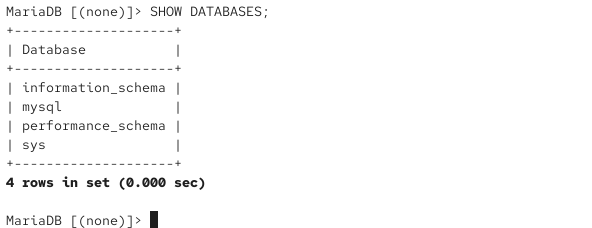 MariaDB [(none)]> SHOW DATABASES;
+--------------------+
| Database           |
+--------------------+
| information_schema |
| mysql              |
| performance_schema |
| sys                |
+--------------------+
4 rows in set (0.000 sec)
MariaDB [(none)]>